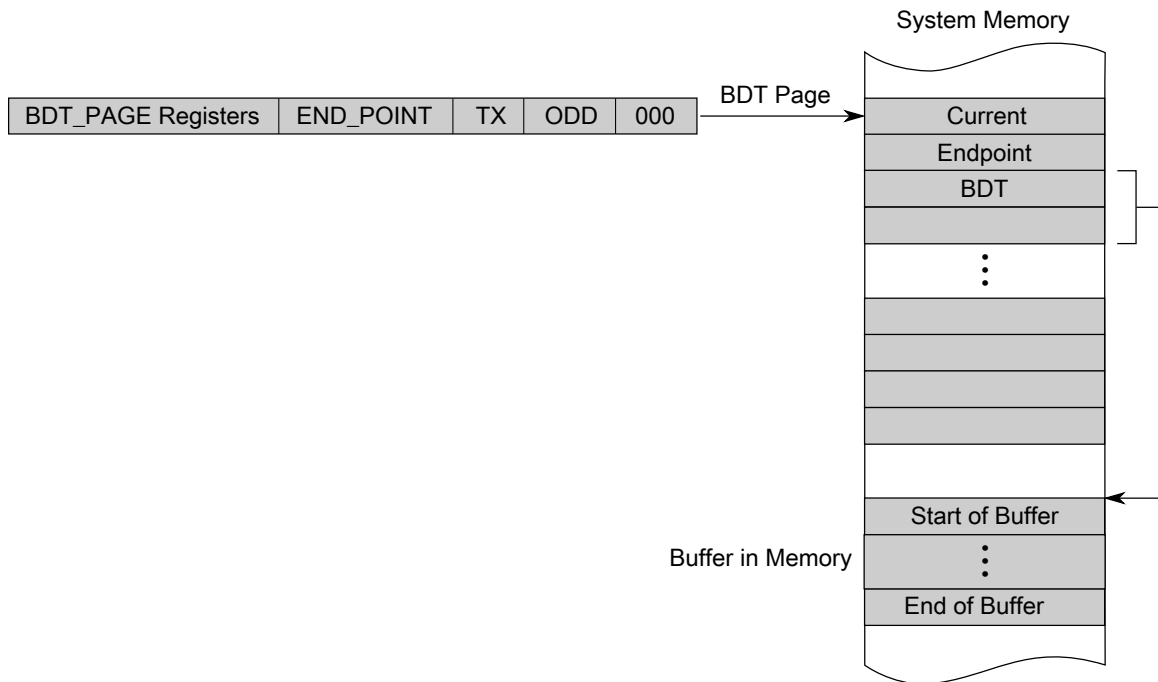 System Memory
BDT_PAGE Registers END_POINT TX ODD 000
BDT Page
Current
Endpoint
BDT
Start of Buffer
Buffer in Memory
End of Buffer